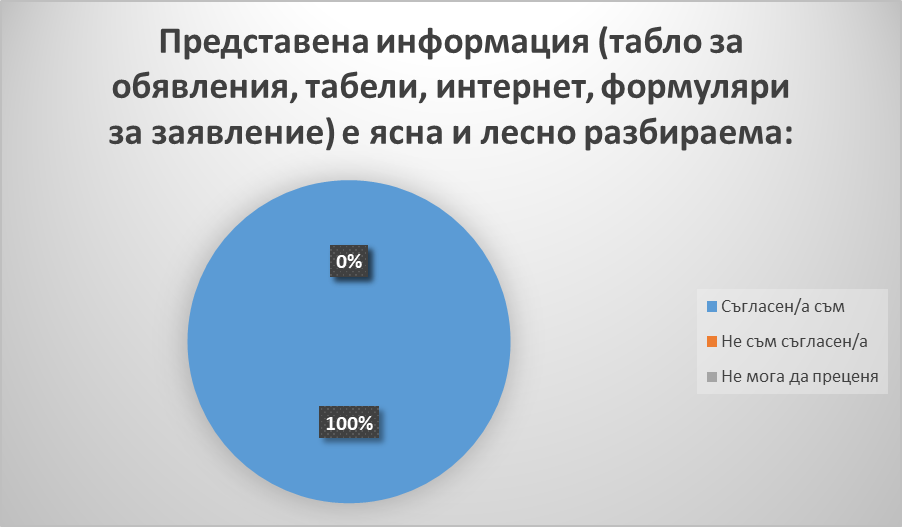 Представена информация (табло за
обявления, табели, интернет, формуляри
за заявление) е ясна и лесно разбираема:
0%
100%
Съгласен/а съм
Не съм съгласен/а
Не мога да преценя